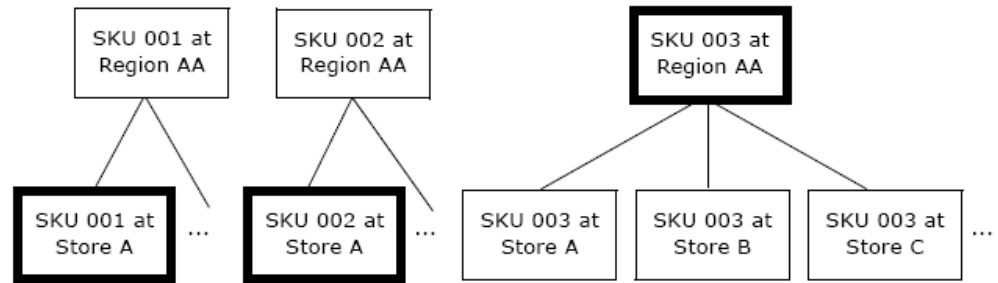 SKU 001 at
Region AA
SKU 002 at
Region AA
SKU 003 at
Region AA
SKU 001 at
Store A
...
SKU 002 at
Store A
...
SKU 003 at
Store A
SKU 003 at
Store B
SKU 003 at
Store C
...